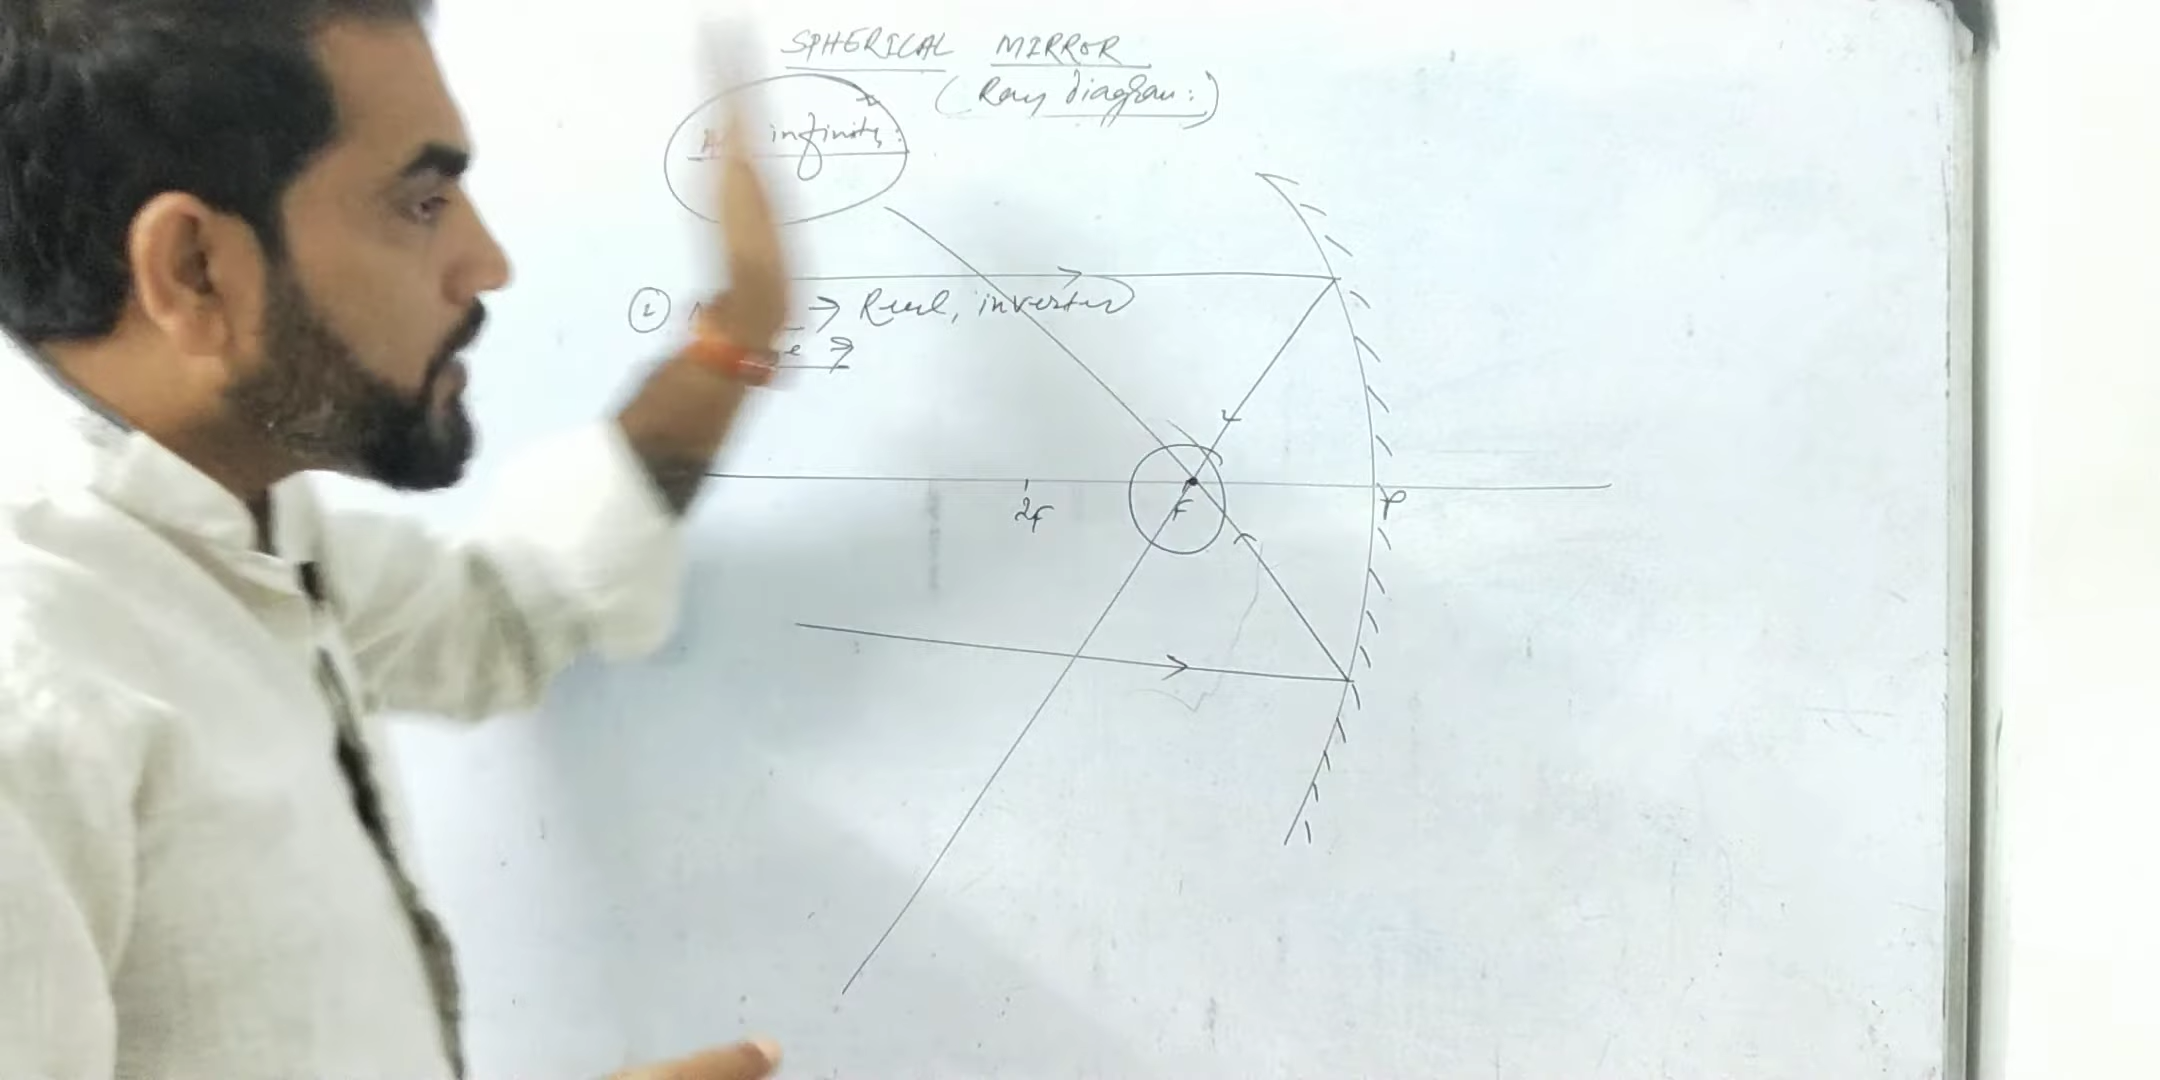 SPHERICAL MIRROR
(Ray diagram:)
infinity:
① → Real, inverted
→
2F
F
P